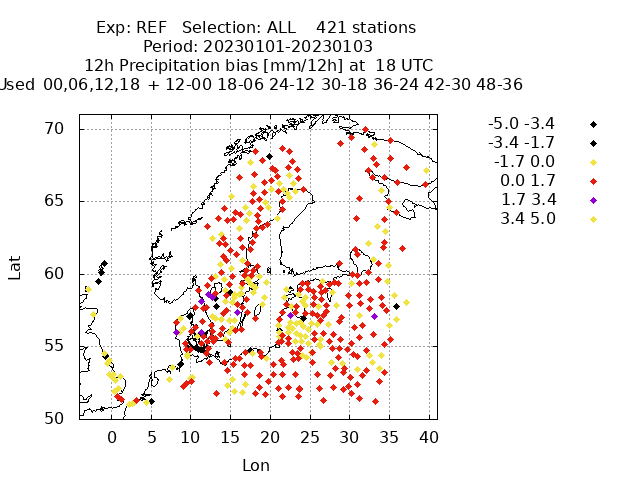 Exp: REF   Selection: ALL    421 stations
Period: 20230101-20230103
12h Precipitation bias [mm/12h] at  18 UTC
00,06,12,18  + 12-00  18-06  24-12  30-18  36-24  42-30  48-36
-5.0 -3.4
-3.4 -1.7
-1.7 0.0
0.0 1.7
1.7 3.4
3.4 5.0
70
65
60
55
50
Lat
0 5 10 15 20 25 30 35 40
Lon